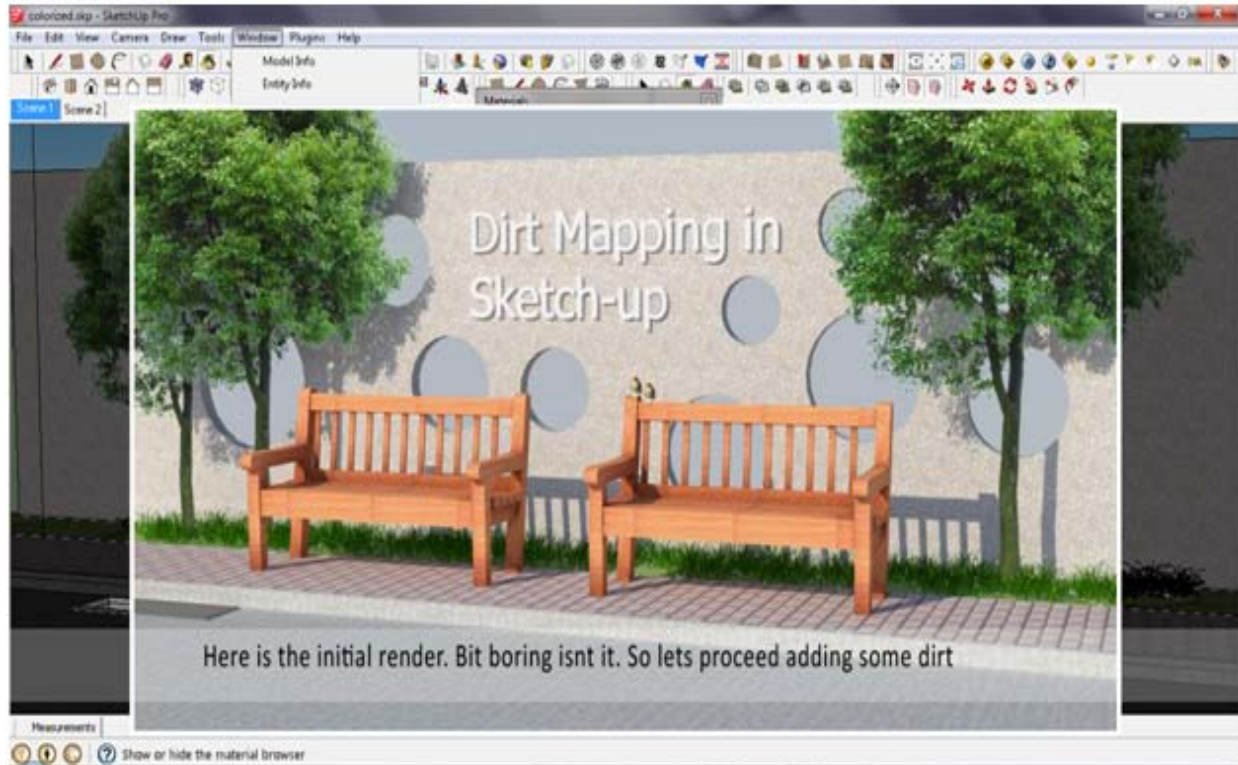 colorized.skp - SketchUp Pro
File Edit View Camera Draw Tools Window Plugins Help
Model Info
Entity Info
Materials
Scene 1 Scene 2
Dirt Mapping in
Sketch-up
Here is the initial render. Bit boring isnt it. So lets proceed adding some dirt
Measurements
Show or hide the material browser